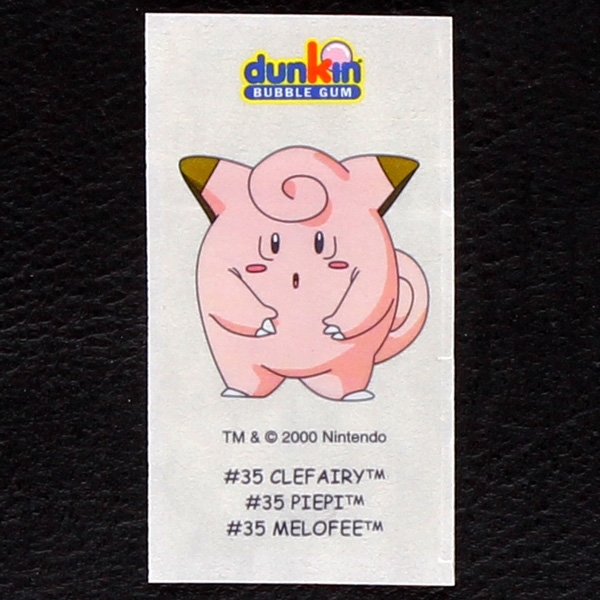 dunkin
BUBBLE GUM
TM & © 2000 Nintendo
#35 CLEFAIRY™
#35 PIEPI™
#35 MELOFEE™